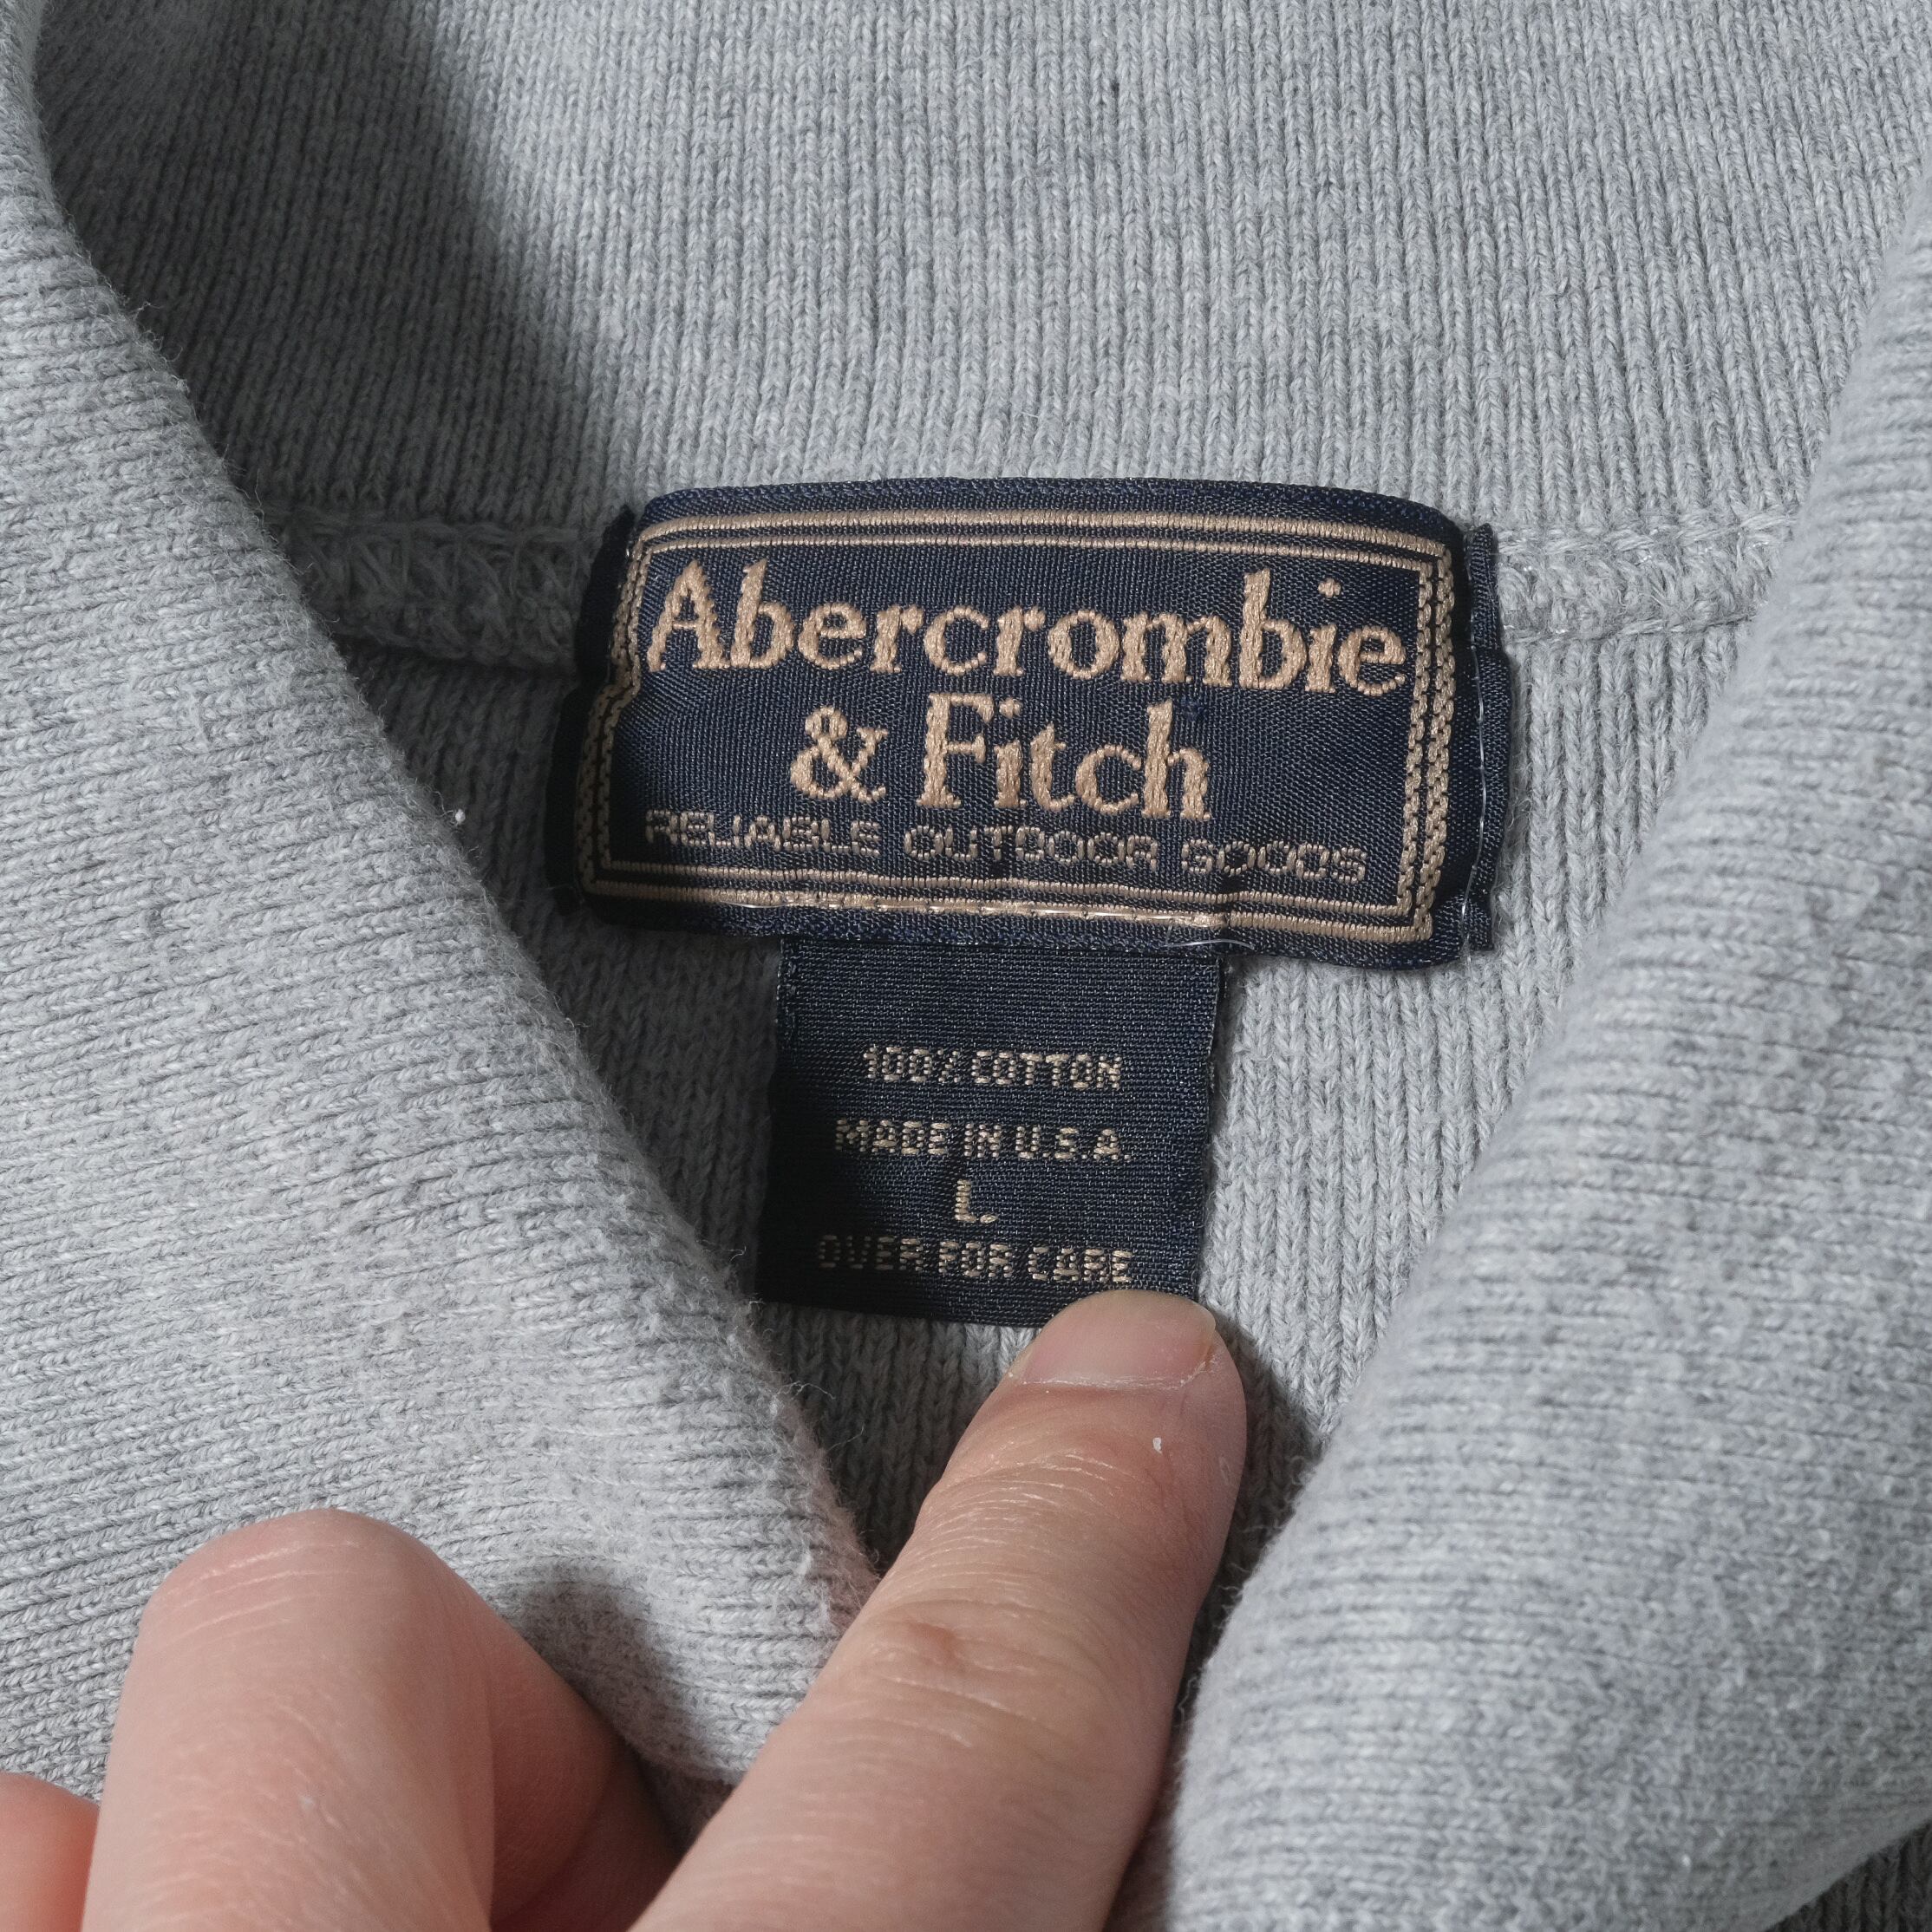 Abercrombie
& Fitch
RELIABLE OUTDOOR GOODS
100% COTTON
MADE IN U.S.A.
L.
OVER FOR CARE